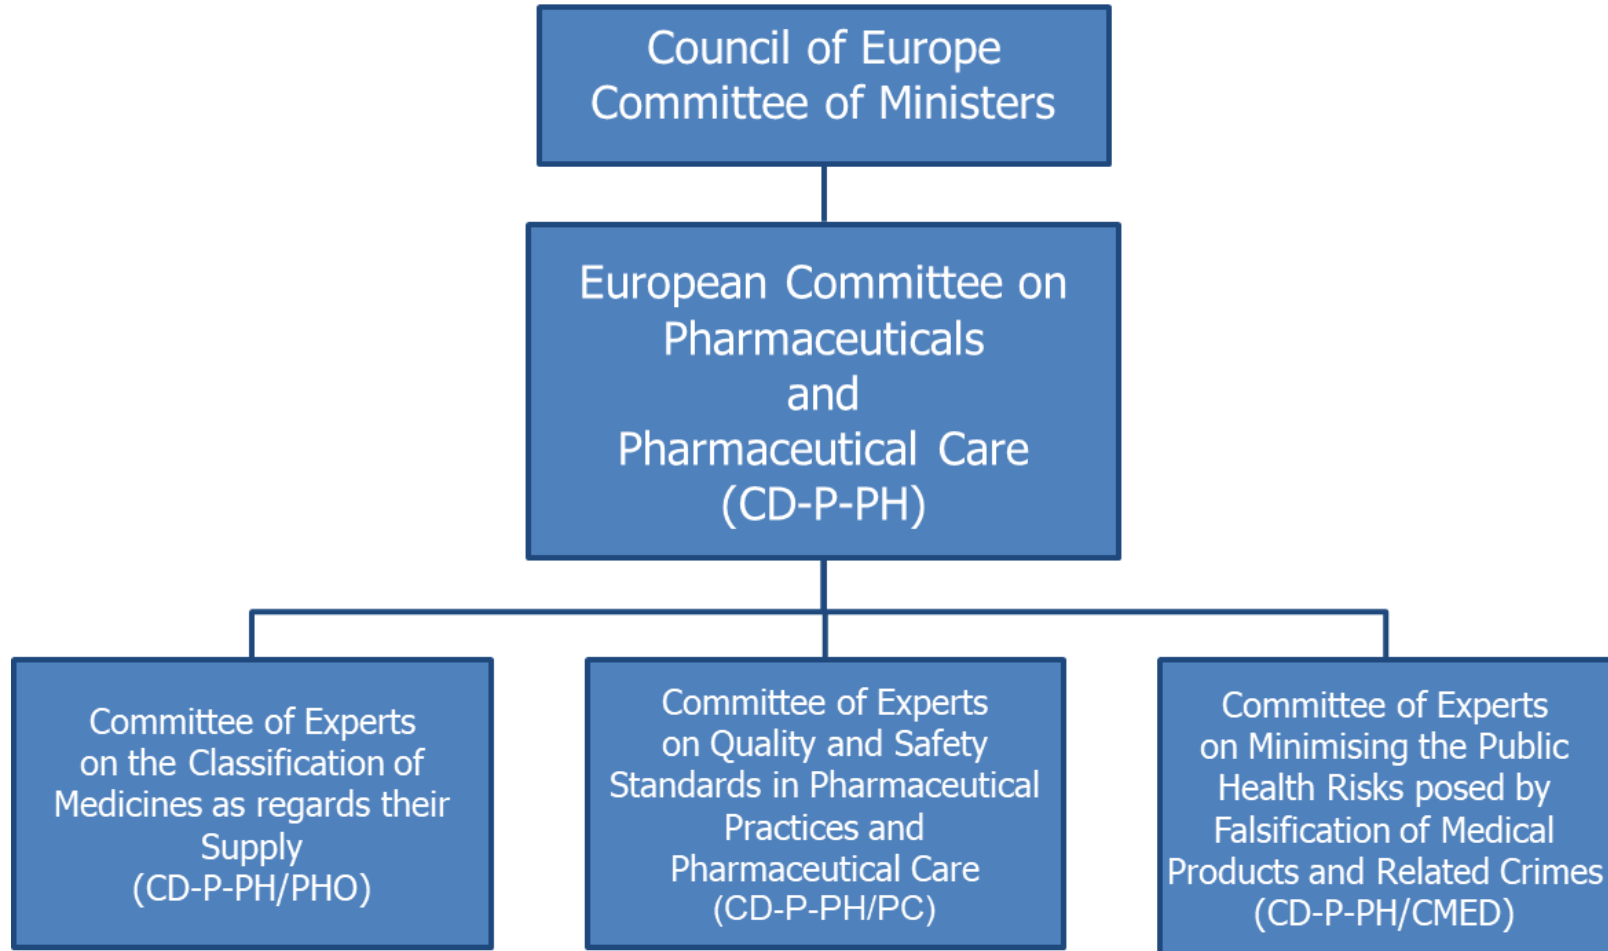 Council of Europe
Committee of Ministers
European Committee on
Pharmaceuticals
and
Pharmaceutical Care
(CD-P-PH)
Committee of Experts
on the Classification of
Medicines as regards their
Supply
(CD-P-PH/PHO)
Committee of Experts
on Quality and Safety
Standards in Pharmaceutical
Practices and
Pharmaceutical Care
(CD-P-PH/PC)
Committee of Experts
on Minimising the Public
Health Risks posed by
Falsification of Medical
Products and Related Crimes
(CD-P-PH/CMED)